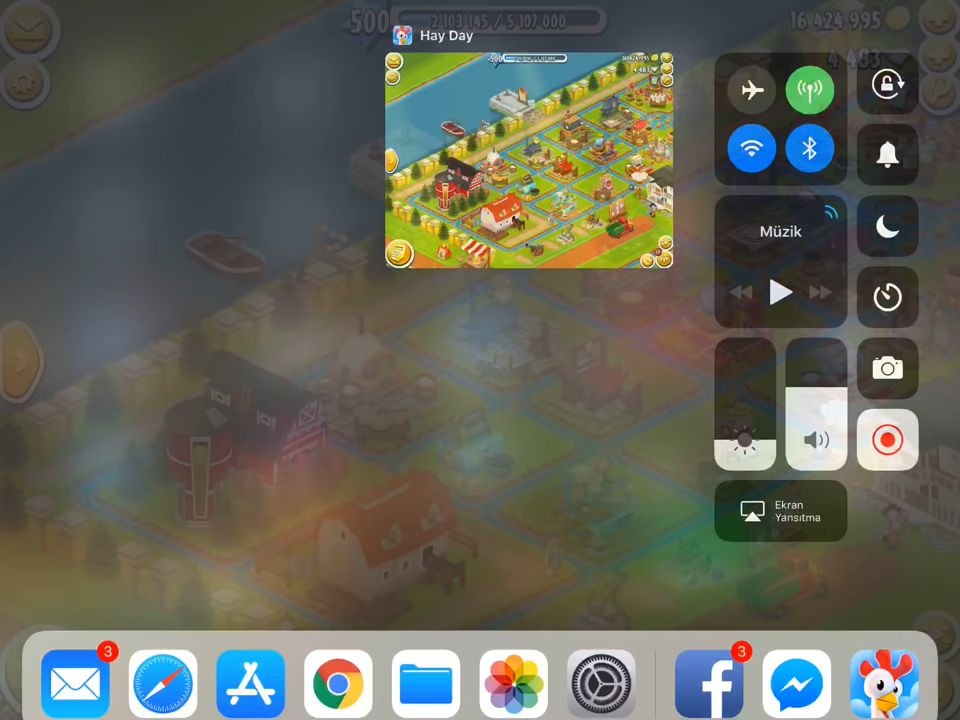 500
2 103 145 / 5 107 000
16 424 995
4 483
Hay Day
Müzik
Ekran
Yansıtma
3
3